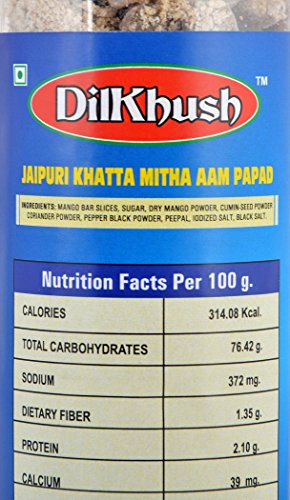 DilKhush TM
JAIPURI KHATTA MITHA AAM PAPAD
INGREDIENTS: MANGO BAR SLICES, SUGAR, DRY MANGO POWDER, CUMIN-SEED POWDER
CORIANDER POWDER, PEPPER BLACK POWDER, PEEPAL, IODIZED SALT, BLACK SALT.
Nutrition Facts Per 100 g.
CALORIES 314.08 Kcal.
TOTAL CARBOHYDRATES 76.42 g.
SODIUM 372 mg.
DIETARY FIBER 1.35 g.
PROTEIN 2.10 g.
CALCIUM 39 mg.